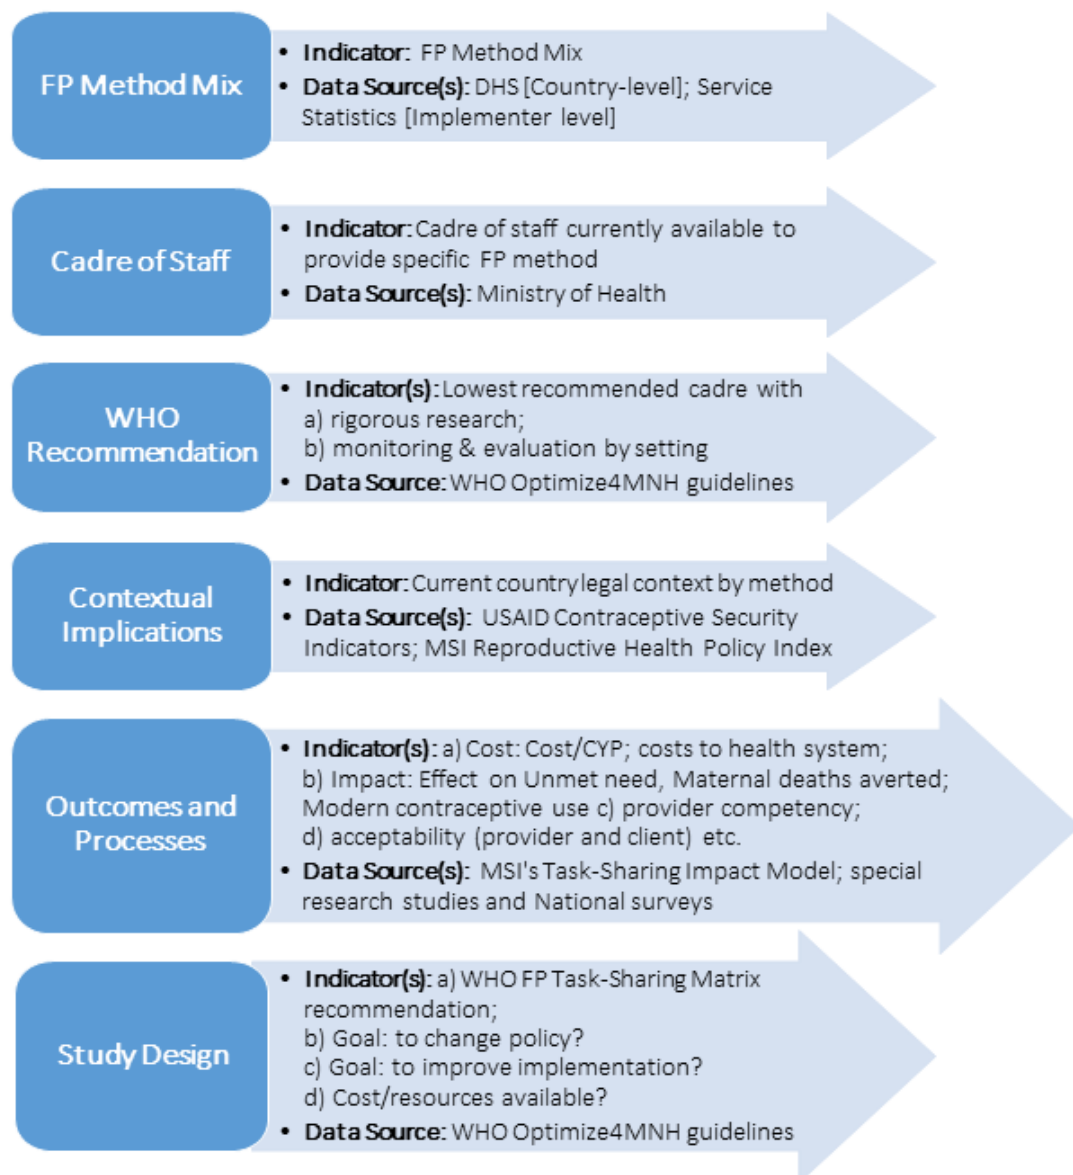 FP Method Mix
• Indicator: FP Method Mix
• Data Source(s): DHS [Country-level]; Service
Statistics [Implementer level]
Cadre of Staff
• Indicator: Cadre of staff currently available to
provide specific FP method
• Data Source(s): Ministry of Health
WHO
Recommendation
• Indicator(s): Lowest recommended cadre with
a) rigorous research;
b) monitoring & evaluation by setting
• Data Source: WHO Optimize4MNH guidelines
Contextual
Implications
• Indicator: Current country legal context by method
• Data Source(s): USAID Contraceptive Security
Indicators; MSI Reproductive Health Policy Index
Outcomes and
Processes
• Indicator(s): a) Cost: Cost/CYP; costs to health system;
b) Impact: Effect on Unmet need, Maternal deaths averted;
Modern contraceptive use c) provider competency;
d) acceptability (provider and client) etc.
• Data Source(s): MSI's Task-Sharing Impact Model; special
research studies and National surveys
Study Design
• Indicator(s): a) WHO FP Task-Sharing Matrix
recommendation;
b) Goal: to change policy?
c) Goal: to improve implementation?
d) Cost/resources available?
• Data Source: WHO Optimize4MNH guidelines